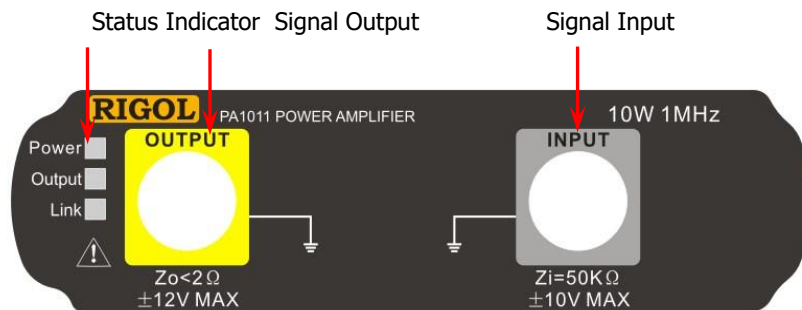 Status Indicator Signal Output Signal Input
RIGOL PA1011 POWER AMPLIFIER 10W 1MHz
Power
Output
Link
OUTPUT
INPUT
Zo<2Ω
±12V MAX
Zi=50KΩ
±10V MAX